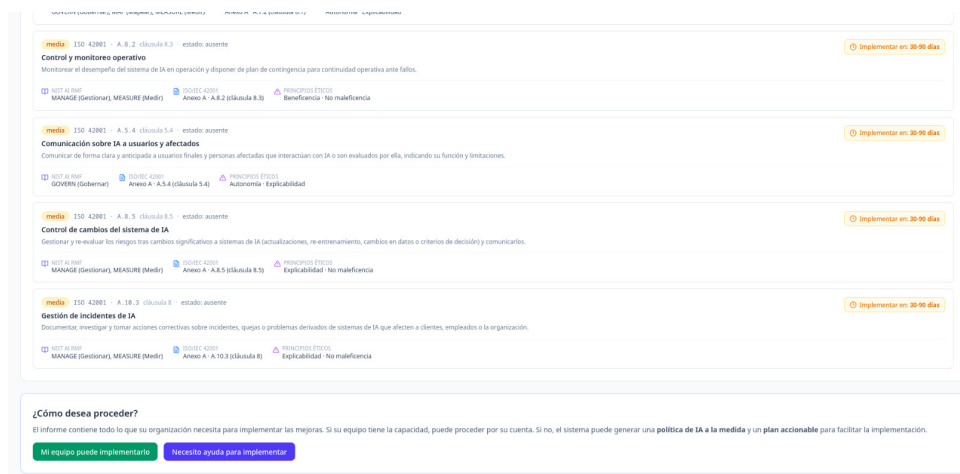 GOVERN (Gobernar), MAP (Mapear), MEASURE (Medir) Anexo A · A.7.2 (cláusula 6.1) Autonomía · Explicabilidad
media ISO 42001 · A.8.2 cláusula 8.3 · estado: ausente
Implementar en: 30-90 días
Control y monitoreo operativo
Monitorear el desempeño del sistema de IA en operación y disponer de plan de contingencia para continuidad operativa ante fallos.
NIST AI RMF ISO/IEC 42001 PRINCIPIOS ÉTICOS
MANAGE (Gestionar), MEASURE (Medir) Anexo A · A.8.2 (cláusula 8.3) Beneficencia · No maleficencia
media ISO 42001 · A.5.4 cláusula 5.4 · estado: ausente
Implementar en: 30-90 días
Comunicación sobre IA a usuarios y afectados
Comunicar de forma clara y anticipada a usuarios finales y personas afectadas que interactúan con IA o son evaluados por ella, indicando su función y limitaciones.
NIST AI RMF ISO/IEC 42001 PRINCIPIOS ÉTICOS
GOVERN (Gobernar) Anexo A · A.5.4 (cláusula 5.4) Autonomía · Explicabilidad
media ISO 42001 · A.8.5 cláusula 8.5 · estado: ausente
Implementar en: 30-90 días
Control de cambios del sistema de IA
Gestionar y re-evaluar los riesgos tras cambios significativos a sistemas de IA (actualizaciones, re-entrenamiento, cambios en datos o criterios de decisión) y comunicarlos.
NIST AI RMF ISO/IEC 42001 PRINCIPIOS ÉTICOS
MANAGE (Gestionar), MEASURE (Medir) Anexo A · A.8.5 (cláusula 8.5) Explicabilidad · No maleficencia
media ISO 42001 · A.10.3 cláusula 8 · estado: ausente
Implementar en: 30-90 días
Gestión de incidentes de IA
Documentar, investigar y tomar acciones correctivas sobre incidentes, quejas o problemas derivados de sistemas de IA que afecten a clientes, empleados o la organización.
NIST AI RMF ISO/IEC 42001 PRINCIPIOS ÉTICOS
MANAGE (Gestionar), MEASURE (Medir) Anexo A · A.10.3 (cláusula 8) Explicabilidad · No maleficencia
¿Cómo desea proceder?
El informe contiene todo lo que su organización necesita para implementar las mejoras. Si su equipo tiene la capacidad, puede proceder por su cuenta. Si no, el sistema puede generar una política de IA a la medida y un plan accionable para facilitar la implementación.
Mi equipo puede implementarlo Necesito ayuda para implementar